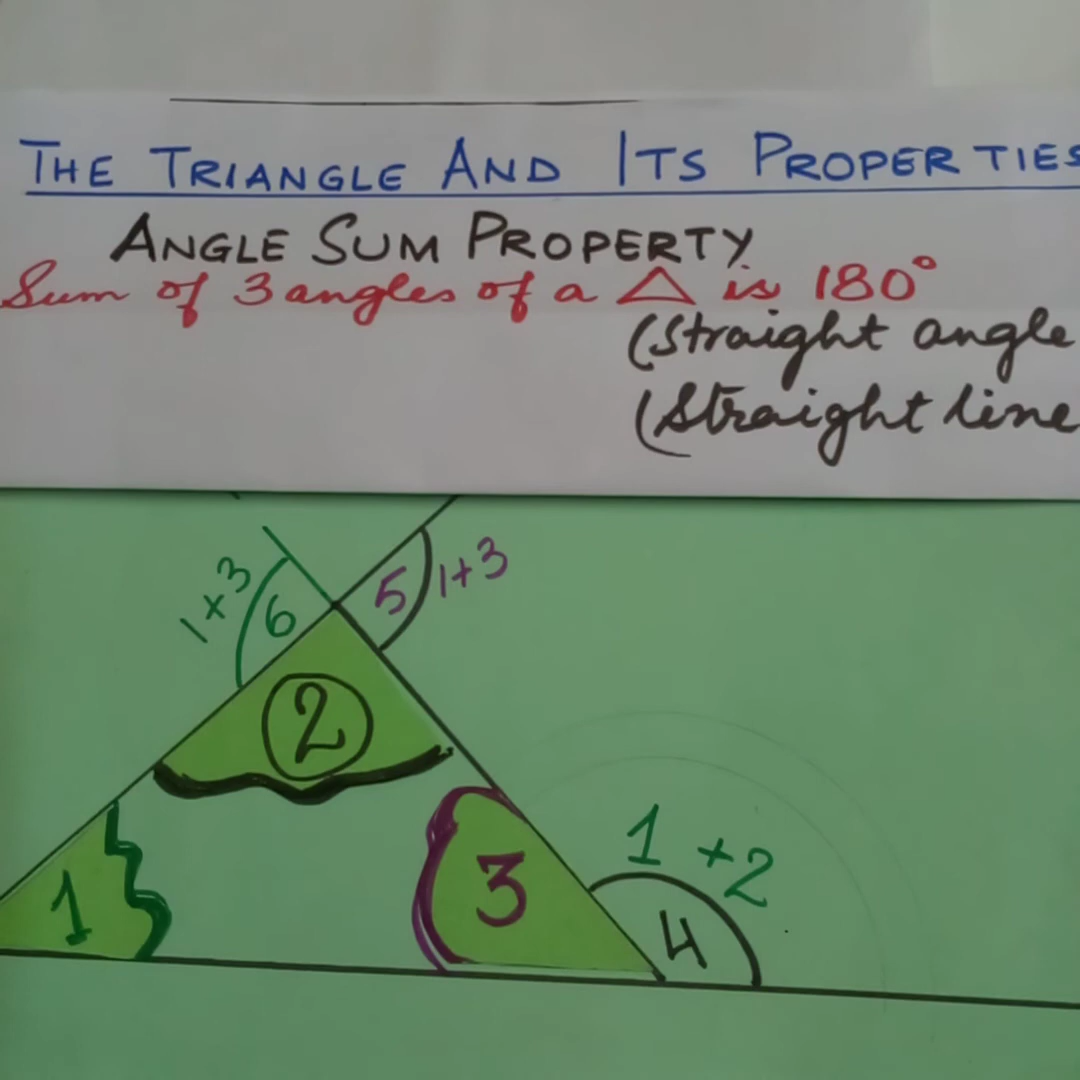 THE TRIANGLE AND ITS PROPERTIES
ANGLE SUM PROPERTY
Sum of 3 angles of a △ is 180°
(Straight angle
(Straight line
1+3
6
5
1+3
2
1
3
1+2
4